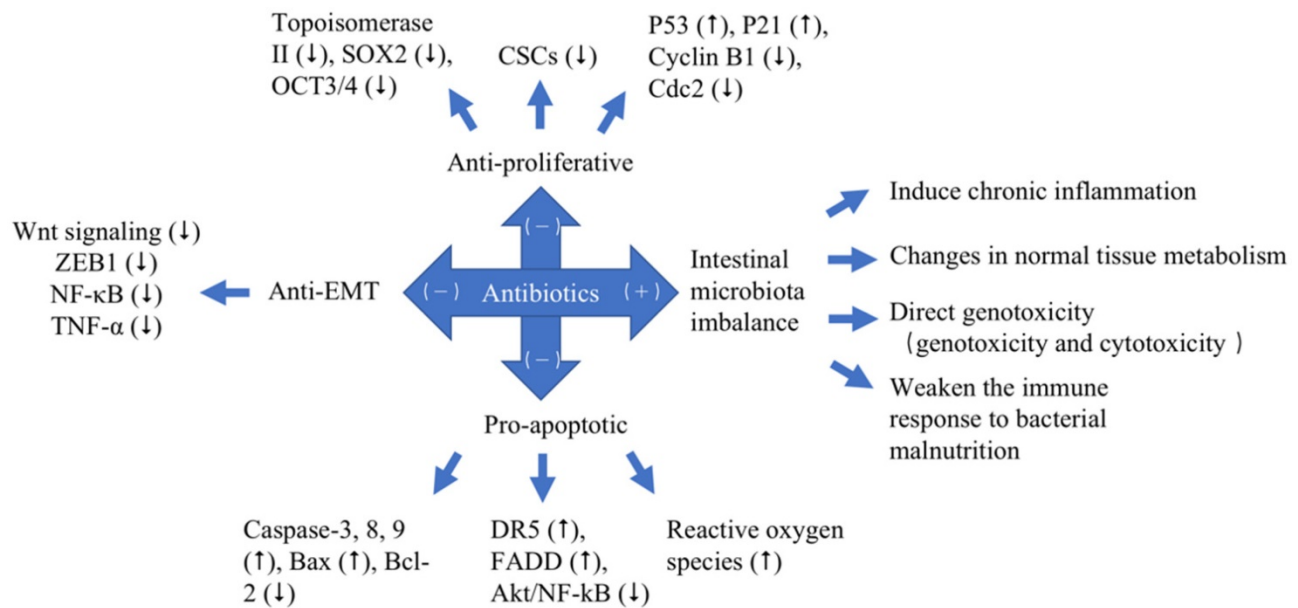 Topoisomerase
II (↓), SOX2 (↓),
OCT3/4 (↓)
CSCs (↓)
P53 (↑), P21 (↑),
Cyclin B1 (↓),
Cdc2 (↓)
Anti-proliferative
(−)
Wnt signaling (↓)
ZEB1 (↓)
NF-κB (↓)
TNF-α (↓)
Anti-EMT
(−) Antibiotics (+)
Intestinal
microbiota
imbalance
Induce chronic inflammation
Changes in normal tissue metabolism
Direct genotoxicity
(genotoxicity and cytotoxicity )
Weaken the immune
response to bacterial
malnutrition
(−)
Pro-apoptotic
Caspase-3, 8, 9
(↑), Bax (↑), Bcl-
2 (↓)
DR5 (↑),
FADD (↑),
Akt/NF-kB (↓)
Reactive oxygen
species (↑)